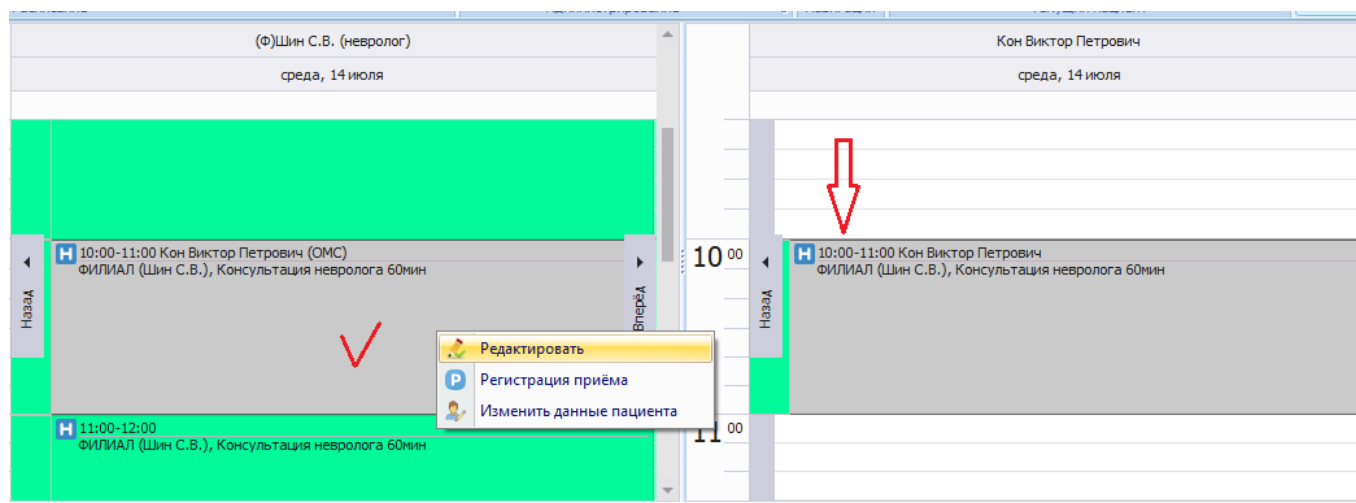 (Ф)Шин С.В. (невролог)
среда, 14 июля
Кон Виктор Петрович
среда, 14 июля
Н 10:00-11:00 Кон Виктор Петрович (ОМС)
ФИЛИАЛ (Шин С.В.), Консультация невролога 60мин
Назад
Вперёд
Редактировать
Р Регистрация приёма
Изменить данные пациента
Н 11:00-12:00
ФИЛИАЛ (Шин С.В.), Консультация невролога 60мин
10 00
11 00
Назад
Н 10:00-11:00 Кон Виктор Петрович
ФИЛИАЛ (Шин С.В.), Консультация невролога 60мин